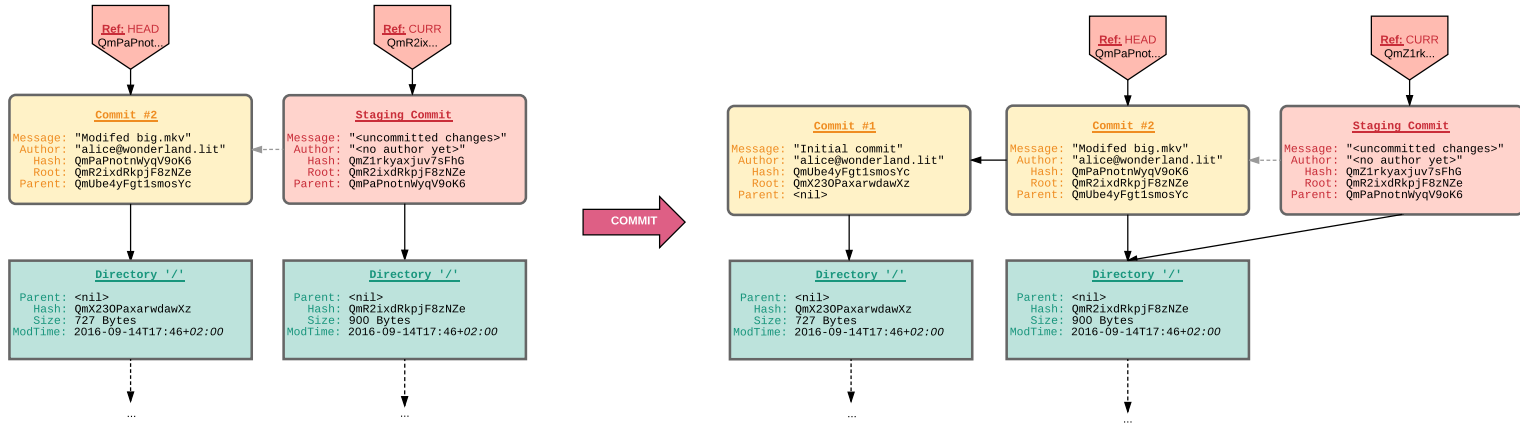 Ref: HEAD
QmPaPnot...
Ref: CURR
QmR2ix...
Commit #2
Message: "Modifed big.mkv"
Author: "alice@wonderland.lit"
Hash: QmPaPnotnWyqV9oK6
Root: QmR2ixdRkpjF8zNZe
Parent: QmUbe4yFgt1smosYc
Staging Commit
Message: "<uncommitted changes>"
Author: "<no author yet>"
Hash: QmZ1rkyaxjuv7sFhG
Root: QmR2ixdRkpjF8zNZe
Parent: QmPaPnotnWyqV9oK6
Directory '/'
Parent: <nil>
Hash: QmX23OPaxarwdawXz
Size: 727 Bytes
ModTime: 2016-09-14T17:46+02:00
...
Directory '/'
Parent: <nil>
Hash: QmR2ixdRkpjF8zNZe
Size: 900 Bytes
ModTime: 2016-09-14T17:46+02:00
...
COMMIT
Ref: HEAD
QmPaPnot...
Ref: CURR
QmZ1rk...
Commit #1
Message: "Initial commit"
Author: "alice@wonderland.lit"
Hash: QmUbe4yFgt1smosYc
Root: QmX23OPaxarwdawXz
Parent: <nil>
Commit #2
Message: "Modifed big.mkv"
Author: "alice@wonderland.lit"
Hash: QmPaPnotnWyqV9oK6
Root: QmR2ixdRkpjF8zNZe
Parent: QmUbe4yFgt1smosYc
Staging Commit
Message: "<uncommitted changes>"
Author: "<no author yet>"
Hash: QmZ1rkyaxjuv7sFhG
Root: QmR2ixdRkpjF8zNZe
Parent: QmPaPnotnWyqV9oK6
Directory '/'
Parent: <nil>
Hash: QmX23OPaxarwdawXz
Size: 727 Bytes
ModTime: 2016-09-14T17:46+02:00
...
Directory '/'
Parent: <nil>
Hash: QmR2ixdRkpjF8zNZe
Size: 900 Bytes
ModTime: 2016-09-14T17:46+02:00
...